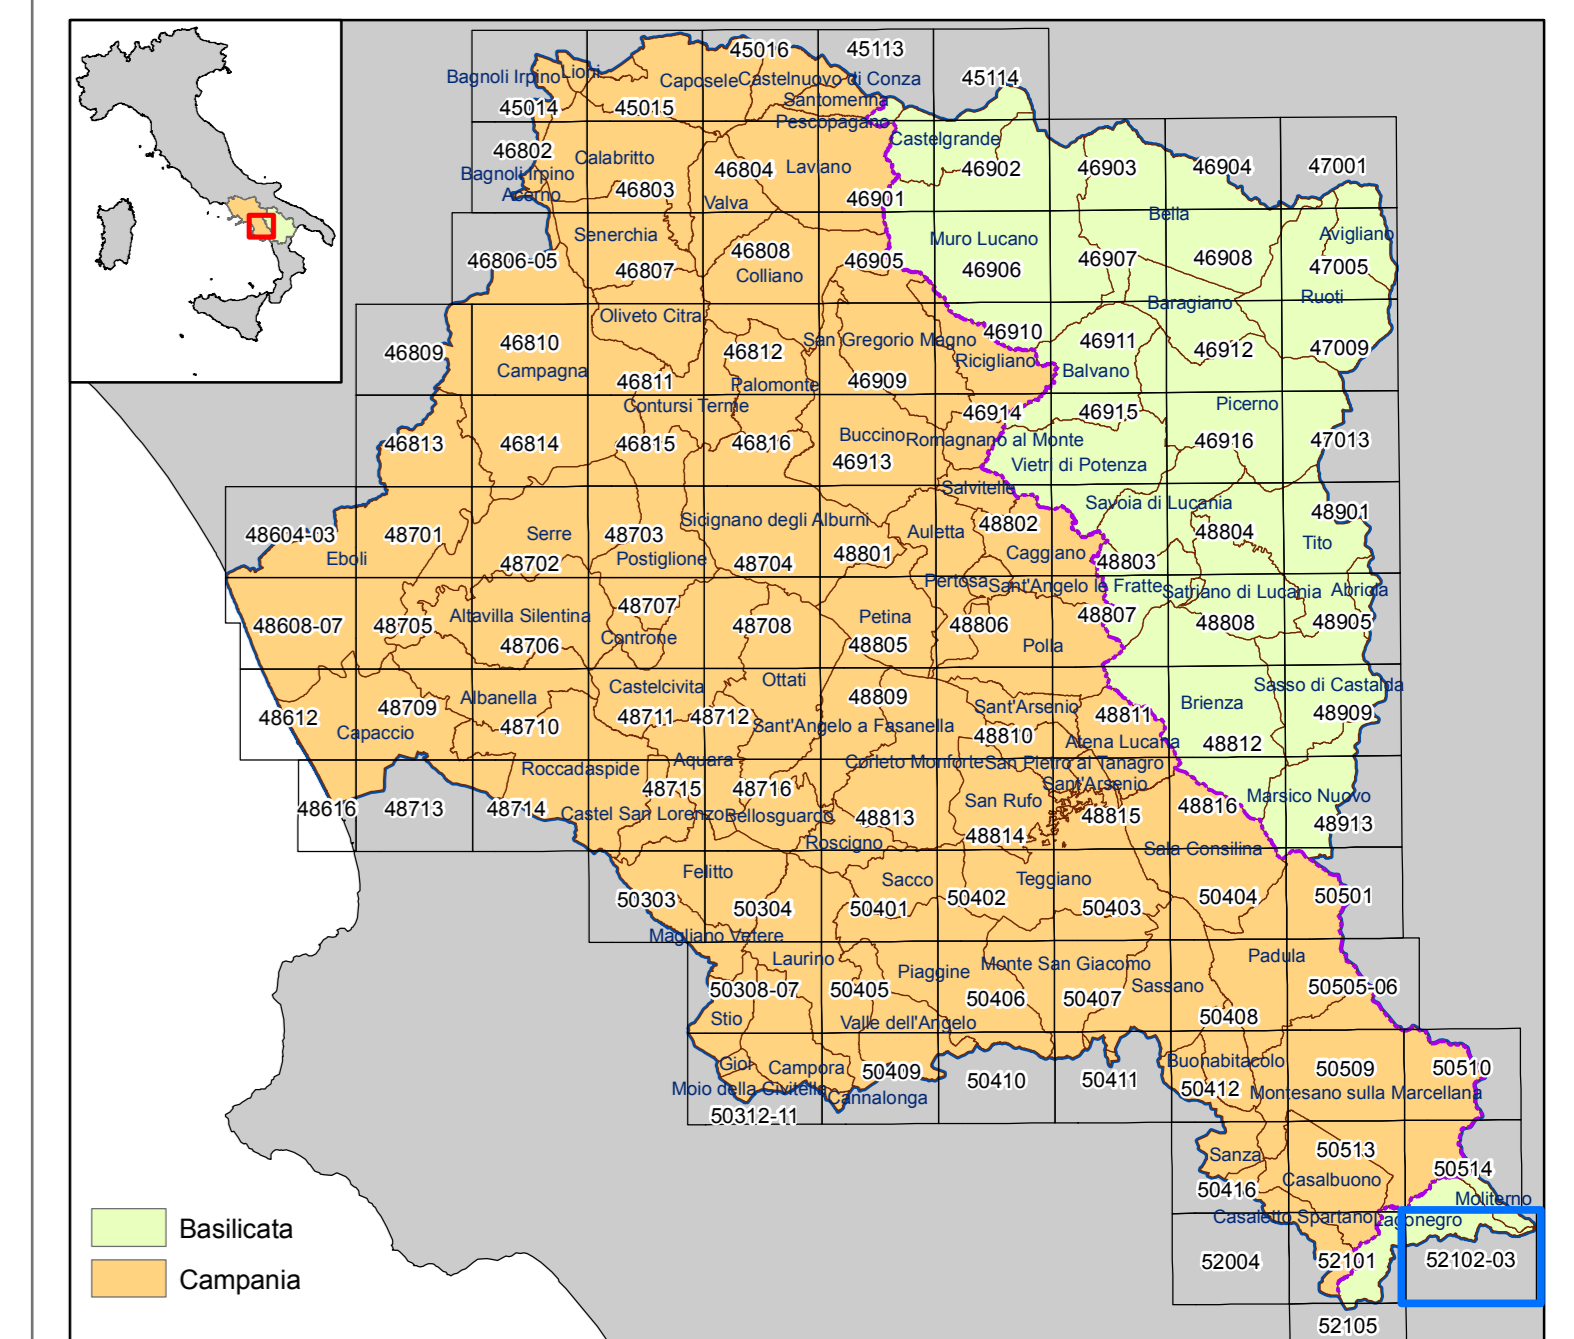 45016
45113
Bagnoli Irpino
Lioni
Caposele
Castelnuovo di Conza
45114
45014
45015
Santomenna
Pescopagano
Castelgrande
46802
Calabritto
46804
Laviano
46902
46903
46904
47001
Bagnoli Irpino
Acerno
46803
Valva
46901
Bella
Senerchia
Muro Lucano
Avigliano
46806-05
46807
46808
Colliano
46905
46906
46907
46908
47005
Oliveto Citra
Baragiano
Ruoti
46809
46810
Campagna
46812
San Gregorio Magno
46910
Ricigliano
46911
46912
47009
46811
Palomonte
46909
Balvano
Contursi Terme
46914
46915
Picerno
46813
46814
46815
46816
Buccino
Romagnano al Monte
46916
47013
46913
Vietri di Potenza
Salvitelle
Savoia di Lucania
48604-03
48701
Serre
48703
Sicignano degli Alburni
Auletta
48802
48804
48901
Eboli
48702
Postiglione
48704
48801
Caggiano
48803
Tito
Pertosa
Sant'Angelo le Fratte
Satriano di Lucania
Abriola
48608-07
48705
Altavilla Silentina
48707
48708
Petina
48806
48807
48808
48905
48706
Controne
48805
Polla
Albanella
Castelcivita
Ottati
48809
Sant'Arsenio
Brienza
Sasso di Castalda
48612
48709
48710
48711
48712
Sant'Angelo a Fasanella
48810
48811
48812
48909
Capaccio
Atena Lucana
Roccadaspide
Aquara
Corleto Monforte
San Pietro al Tanagro
48616
48713
48714
48715
48716
San Rufo
Sant'Arsenio
48816
Marsico Nuovo
Castel San Lorenzo
Bellosguardo
48813
48814
48815
48913
Roscigno
Sala Consilina
Felitto
Sacco
Teggiano
50303
50304
50401
50402
50403
50404
50501
Magliano Vetere
Laurino
Piaggine
Monte San Giacomo
Padula
50308-07
50405
50406
50407
Sassano
50505-06
Stio
Valle dell'Angelo
50408
Gioi
Campora
50409
50410
50411
Buonabitacolo
50509
50510
Moio della Civitella
Cannalonga
50412
Montesano sulla Marcellana
50312-11
Sanza
50513
50514
50416
Casalbuono
Moliterno
Casaletto Spartano
Lagonegro
52004
52101
52102-03
52105
Basilicata
Campania